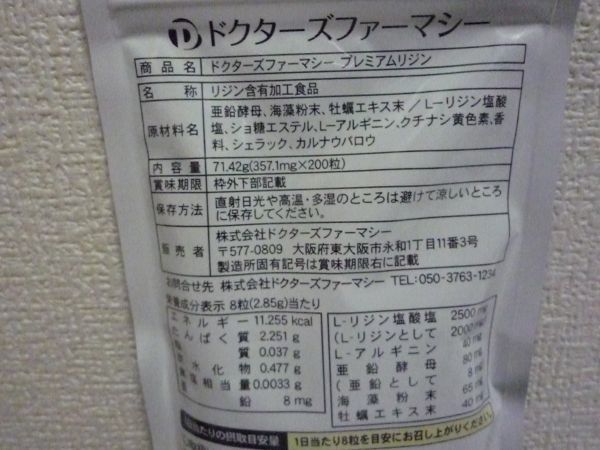 ドクターズファーマシー
商品名 ドクターズファーマシー プレミアムリジン
名称 リジン含有加工食品
原材料名 亜鉛酵母、海藻粉末、牡蠣エキス末/L-リジン塩酸
塩、ショ糖エステル、L-アルギニン、クチナシ黄色素、香
料、シェラック、カルナウバロウ
内容量 71.42g(357.1mg×200粒)
賞味期限 枠外下部記載
保存方法 直射日光や高温・多湿のところは避けて涼しいところ
に保存してください。
販売者 株式会社ドクターズファーマシー
〒577-0809 大阪府東大阪市永和1丁目11番3号
製造所固有記号は賞味期限右に記載
お問合せ先 株式会社ドクターズファーマシー TEL:050-3763-1234
栄養成分表示 8粒(2.85g)当たり
エネルギー 11.255 kcal
たんぱく質 2.251 g
質 0.037 g
水化物 0.477 g
相当量 0.0033 g
鉛 8 mg
L-リジン塩酸塩 2500 mg
(L-リジンとして 2000 mg
L-アルギニン 40 mg
亜鉛酵母 80 mg
(亜鉛として 8 mg
海藻粉末 65 mg
牡蠣エキス末 40 mg
当たりの摂取目安量 1日当たり8粒を目安にお召し上がりください。